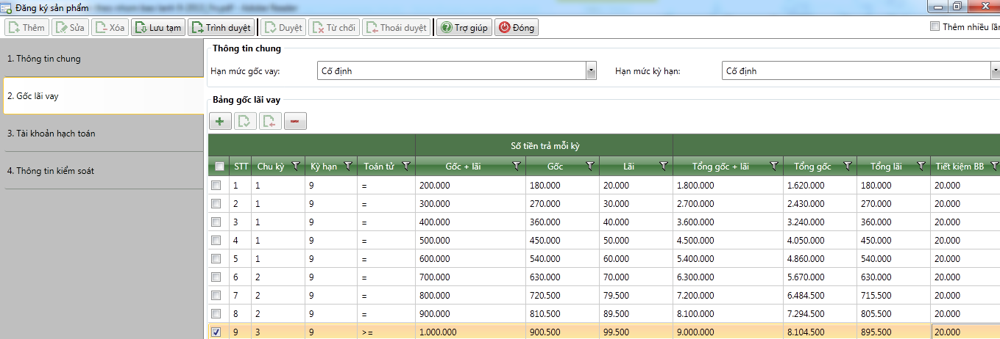 Đăng ký sản phẩm
Thêm Sửa Xóa Lưu tạm Trình duyệt Duyệt Từ chối Thoái duyệt Trợ giúp Đóng Thêm nhiều lần
1. Thông tin chung
2. Gốc lãi vay
3. Tài khoản hạch toán
4. Thông tin kiểm soát
Thông tin chung
Hạn mức gốc vay: Cố định Hạn mức kỳ hạn: Cố định
Bảng gốc lãi vay
Số tiền trả mỗi kỳ
STT Chu kỳ Kỳ hạn Toán tử Gốc + lãi Gốc Lãi Tổng gốc + lãi Tổng gốc Tổng lãi Tiết kiệm BB
1 1 9 = 200.000 180.000 20.000 1.800.000 1.620.000 180.000 20.000
2 1 9 = 300.000 270.000 30.000 2.700.000 2.430.000 270.000 20.000
3 1 9 = 400.000 360.000 40.000 3.600.000 3.240.000 360.000 20.000
4 1 9 = 500.000 450.000 50.000 4.500.000 4.050.000 450.000 20.000
5 1 9 = 600.000 540.000 60.000 5.400.000 4.860.000 540.000 20.000
6 2 9 = 700.000 630.000 70.000 6.300.000 5.670.000 630.000 20.000
7 2 9 = 800.000 720.500 79.500 7.200.000 6.484.500 715.500 20.000
8 2 9 = 900.000 810.500 89.500 8.100.000 7.294.500 805.500 20.000
9 3 9 >= 1.000.000 900.500 99.500 9.000.000 8.104.500 895.500 20.000